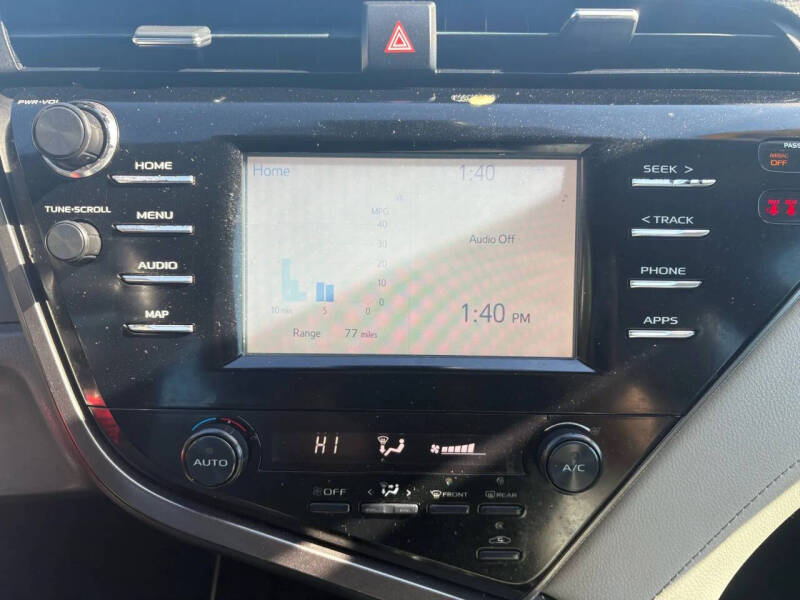 PWR•VOL
HOME
TUNE•SCROLL
MENU
AUDIO
MAP
Home
1:40
MPG
40
30
20
10
0
10 min
5
0
Range 77 miles
Audio Off
1:40 PM
SEEK >
< TRACK
PHONE
APPS
PASS
AIRBAG
OFF
AUTO
HI
A/C
OFF
< >
FRONT
REAR